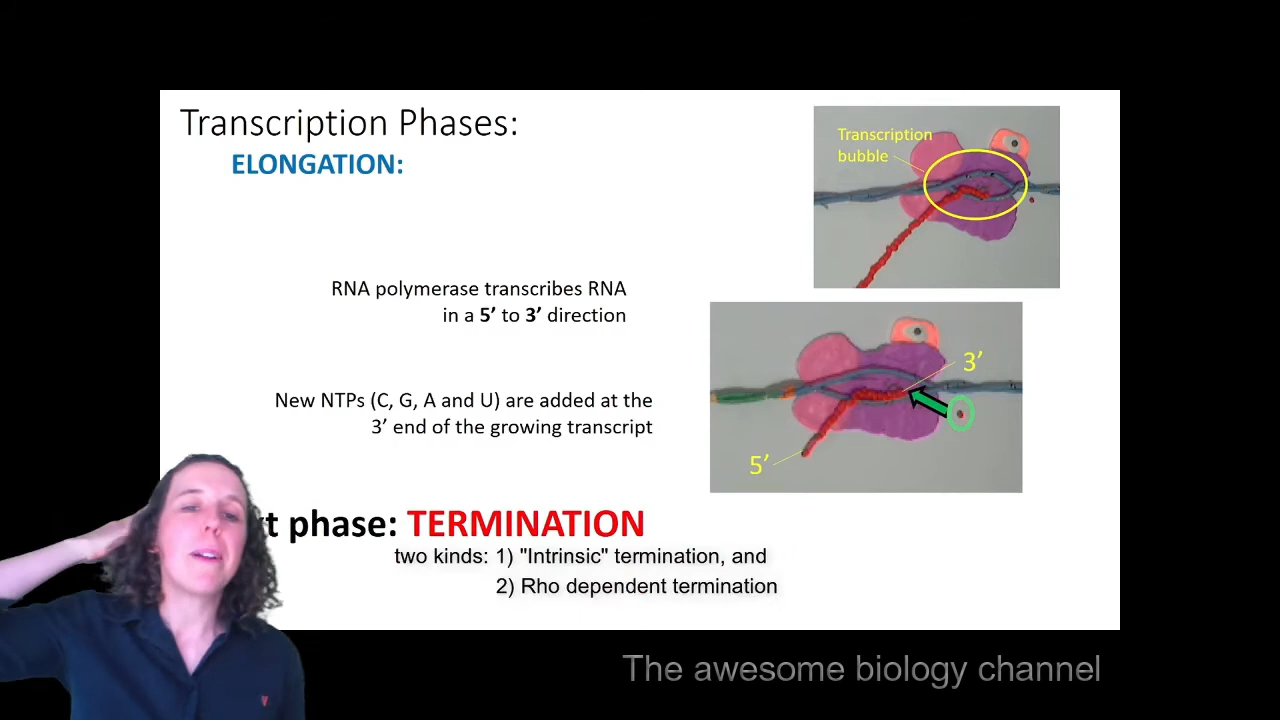 Transcription Phases:
ELONGATION:
Transcription
bubble
RNA polymerase transcribes RNA
in a 5’ to 3’ direction
3’
New NTPs (C, G, A and U) are added at the
3’ end of the growing transcript
5’
phase: TERMINATION
two kinds: 1) "Intrinsic" termination, and
2) Rho dependent termination
The awesome biology channel